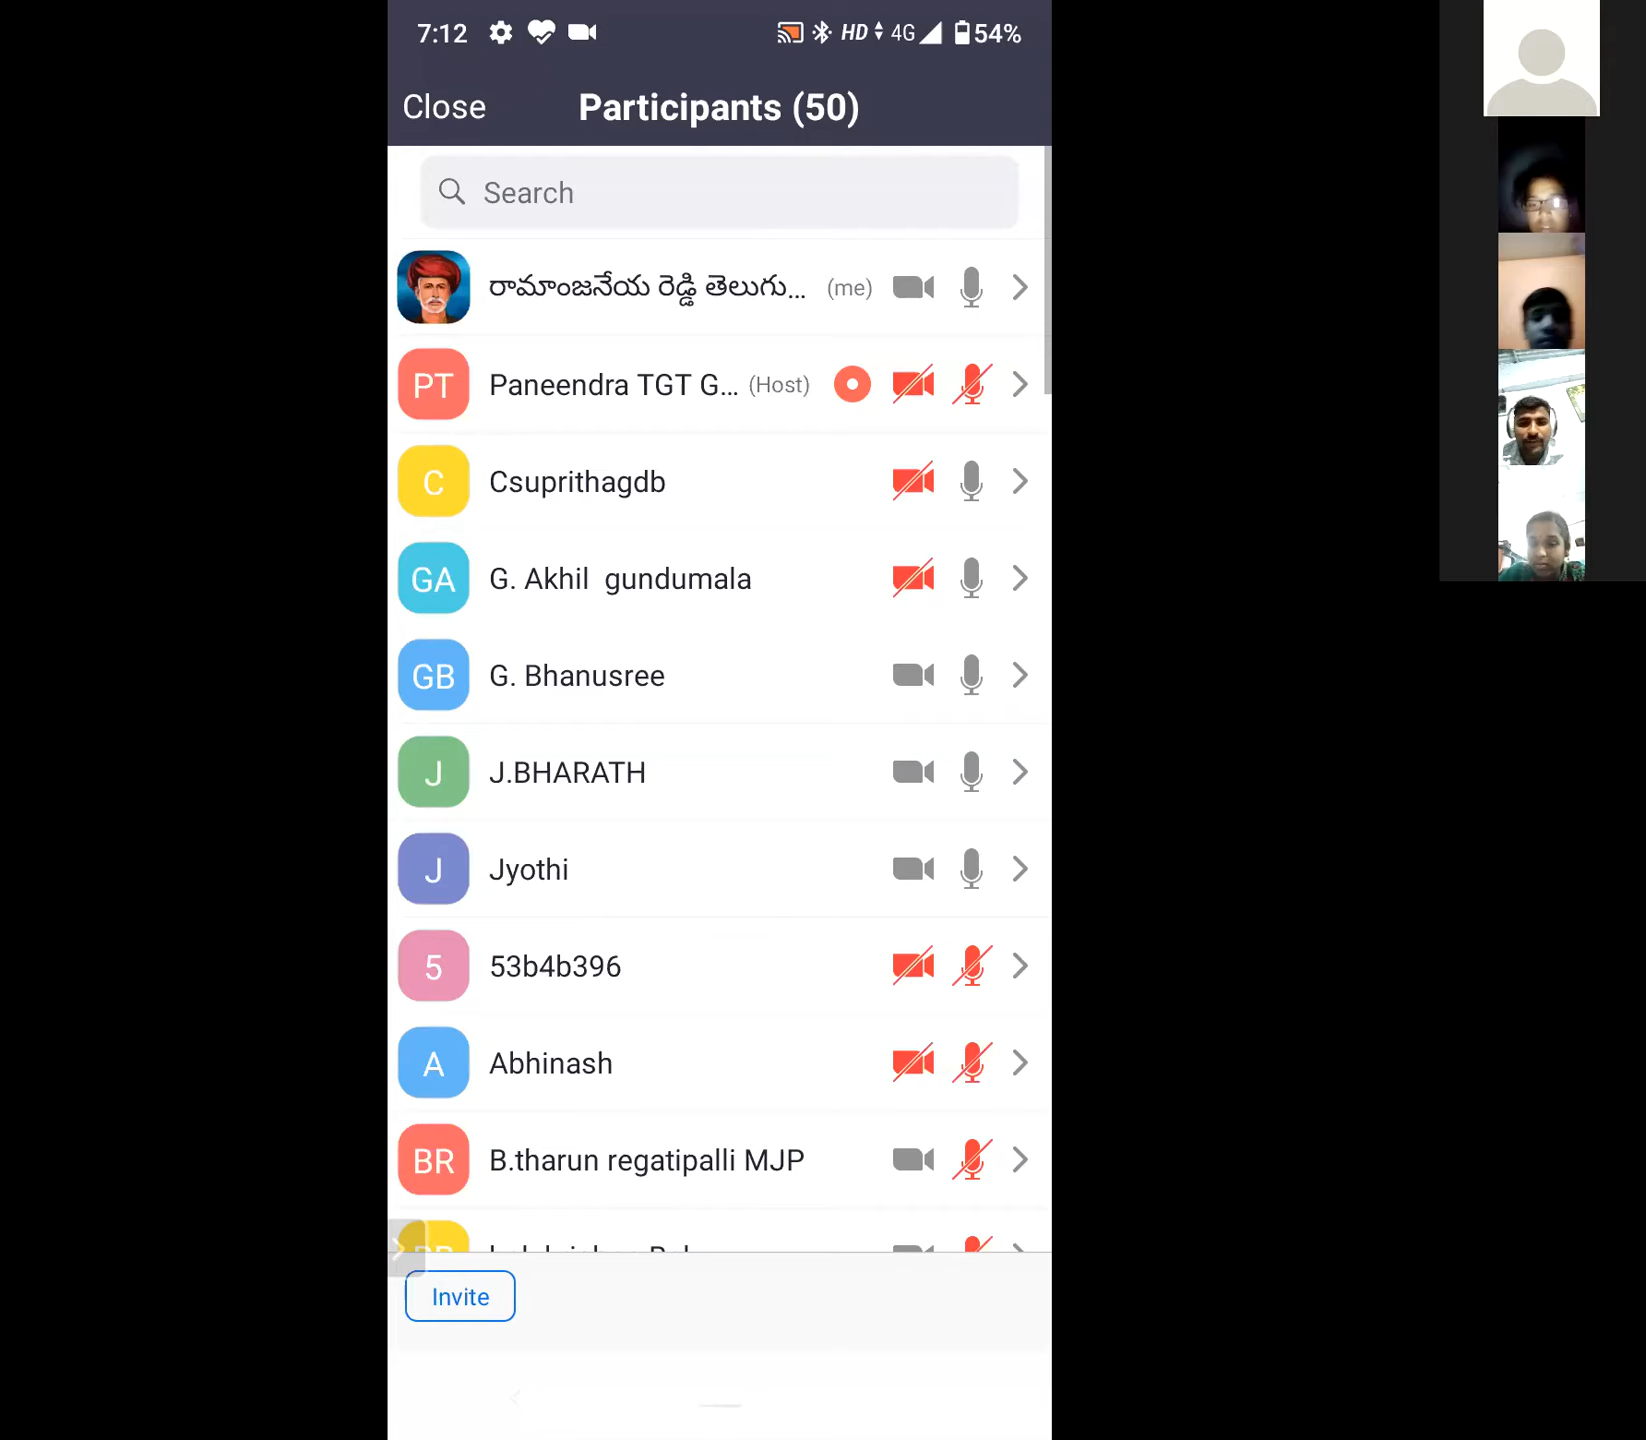 7:12 HD 4G 54%
Close Participants (50)
Search
రామాంజనేయ రెడ్డి తెలుగు... (me)
PT Paneendra TGT G... (Host)
C Csuprithagdb
GA G. Akhil gundumala
GB G. Bhanusree
J J.BHARATH
J Jyothi
5 53b4b396
A Abhinash
BR B.tharun regatipalli MJP
Invite